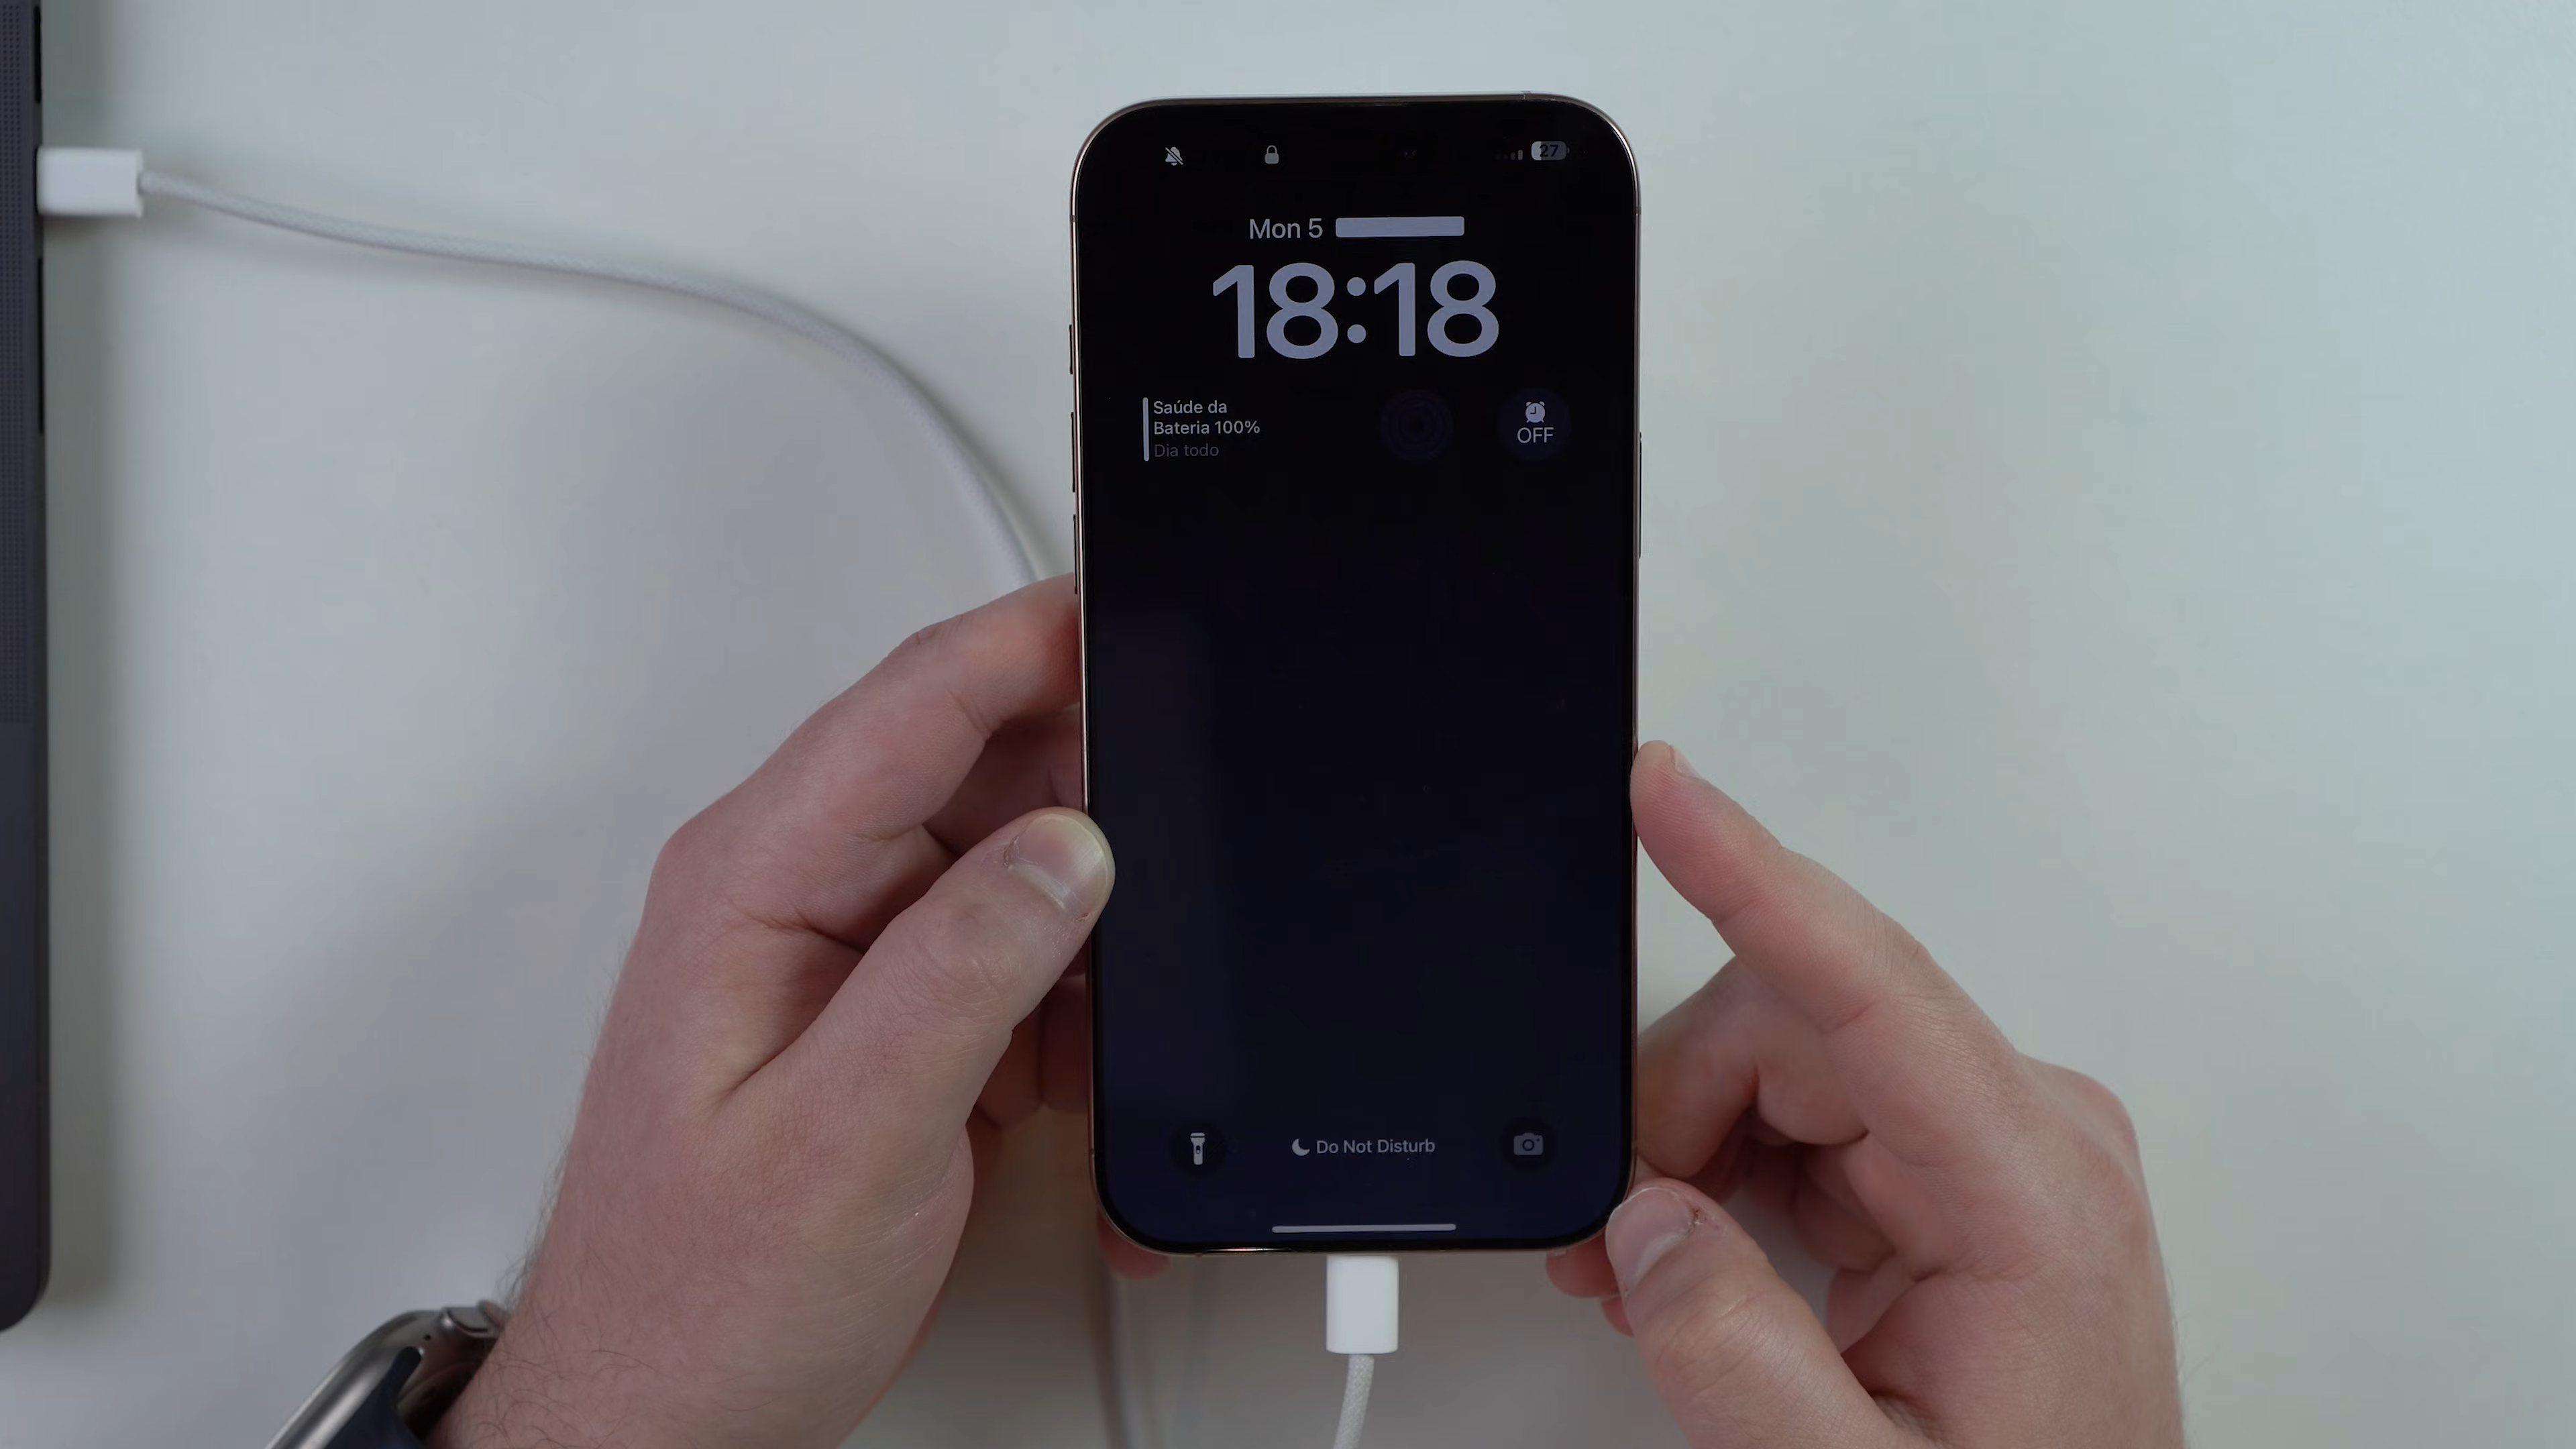 27
Mon 5
18:18
Saúde da
Bateria 100%
Dia todo
OFF
Do Not Disturb